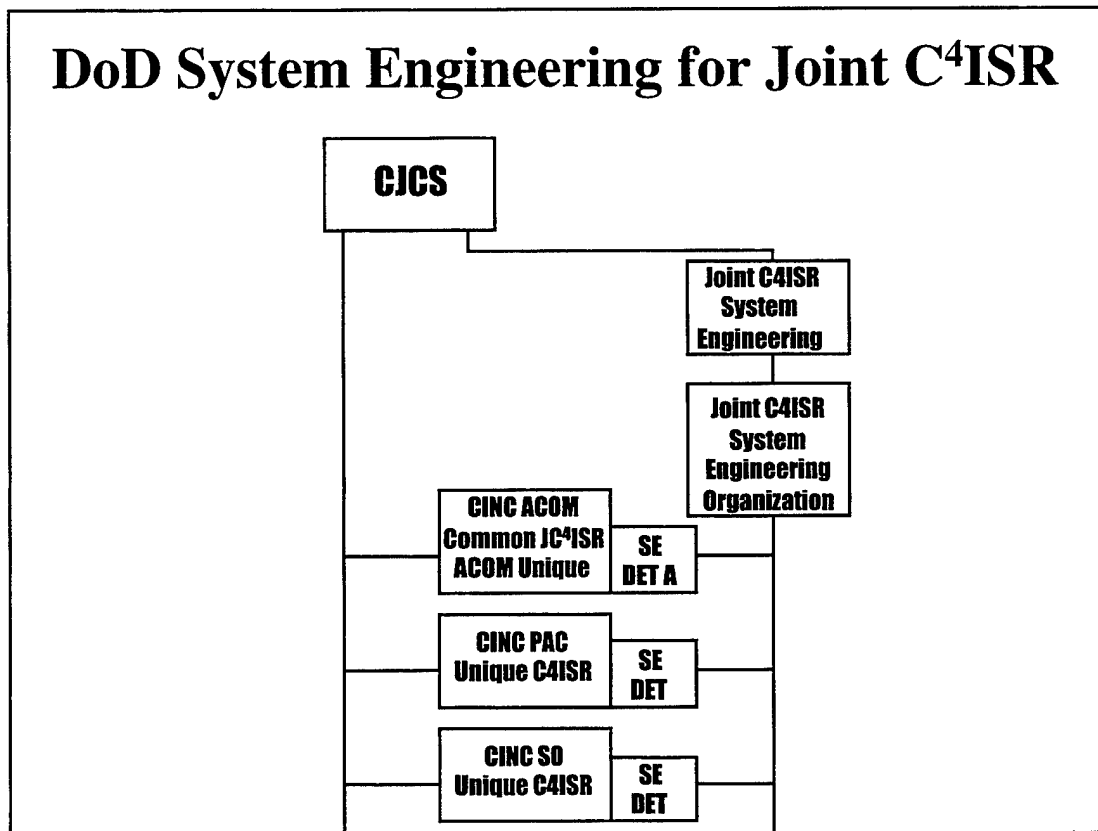 DoD System Engineering for Joint C⁴ISR
CJCS
Joint C4ISR
System
Engineering
Joint C4ISR
System
Engineering
Organization
CINC ACOM
Common JC⁴ISR
ACOM Unique
SE
DET A
CINC PAC
Unique C4ISR
SE
DET
CINC SO
Unique C4ISR
SE
DET